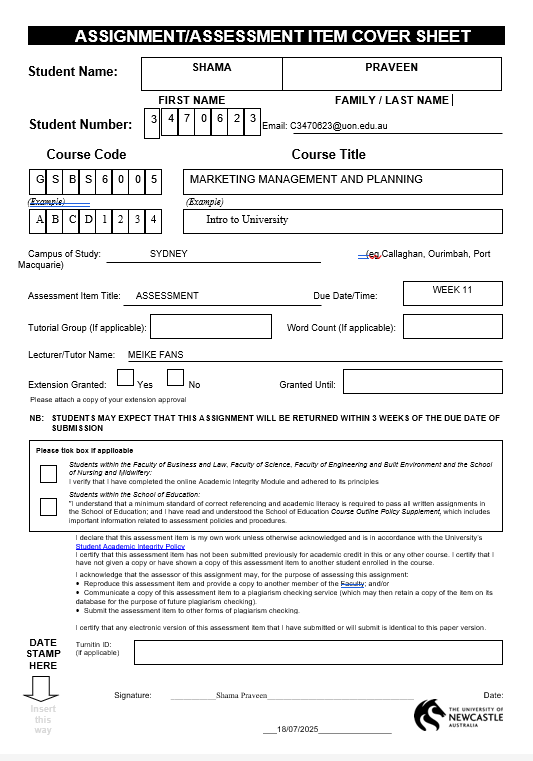 ASSIGNMENT/ASSESSMENT ITEM COVER SHEET
Student Name: SHAMA PRAVEEN
FIRST NAME FAMILY / LAST NAME
Student Number: 3 4 7 0 6 2 3 Email: C3470623@uon.edu.au
Course Code Course Title
G S B S 6 0 0 5 MARKETING MANAGEMENT AND PLANNING
(Example) (Example)
A B C D 1 2 3 4 Intro to University
Campus of Study: SYDNEY (eg Callaghan, Ourimbah, Port
Macquarie)
Assessment Item Title: ASSESSMENT Due Date/Time: WEEK 11
Tutorial Group (If applicable): Word Count (If applicable):
Lecturer/Tutor Name: MEIKE FANS
Extension Granted: Yes No Granted Until:
Please attach a copy of your extension approval
NB: STUDENTS MAY EXPECT THAT THIS ASSIGNMENT WILL BE RETURNED WITHIN 3 WEEKS OF THE DUE DATE OF
SUBMISSION
Please tick box if applicable
Students within the Faculty of Business and Law, Faculty of Science, Faculty of Engineering and Built Environment and the School
of Nursing and Midwifery:
I verify that I have completed the online Academic Integrity Module and adhered to its principles
Students within the School of Education:
"I understand that a minimum standard of correct referencing and academic literacy is required to pass all written assignments in
the School of Education; and I have read and understood the School of Education Course Outline Policy Supplement, which includes
important information related to assessment policies and procedures.
I declare that this assessment item is my own work unless otherwise acknowledged and is in accordance with the University's
Student Academic Integrity Policy
I certify that this assessment item has not been submitted previously for academic credit in this or any other course. I certify that I
have not given a copy or have shown a copy of this assessment item to another student enrolled in the course.
I acknowledge that the assessor of this assignment may, for the purpose of assessing this assignment:
• Reproduce this assessment item and provide a copy to another member of the Faculty; and/or
• Communicate a copy of this assessment item to a plagiarism checking service (which may then retain a copy of the item on its
database for the purpose of future plagiarism checking).
• Submit the assessment item to other forms of plagiarism checking.
I certify that any electronic version of this assessment item that I have submitted or will submit is identical to this paper version.
DATE
STAMP
HERE
Turnitin ID:
(if applicable)
Insert
this
way
Signature: Shama Praveen Date:
18/07/2025
THE UNIVERSITY OF
NEWCASTLE
AUSTRALIA